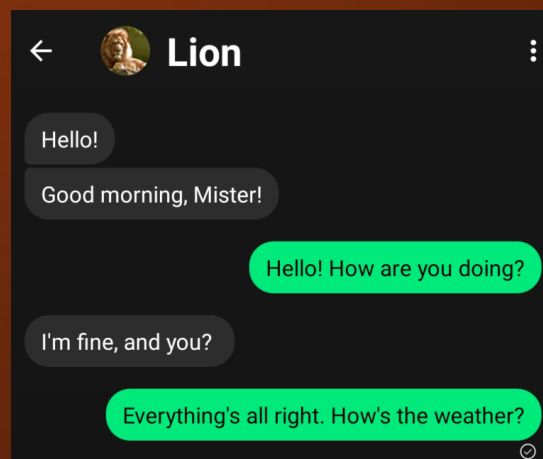 Lion
Hello!
Good morning, Mister!
Hello! How are you doing?
I'm fine, and you?
Everything's all right. How's the weather?